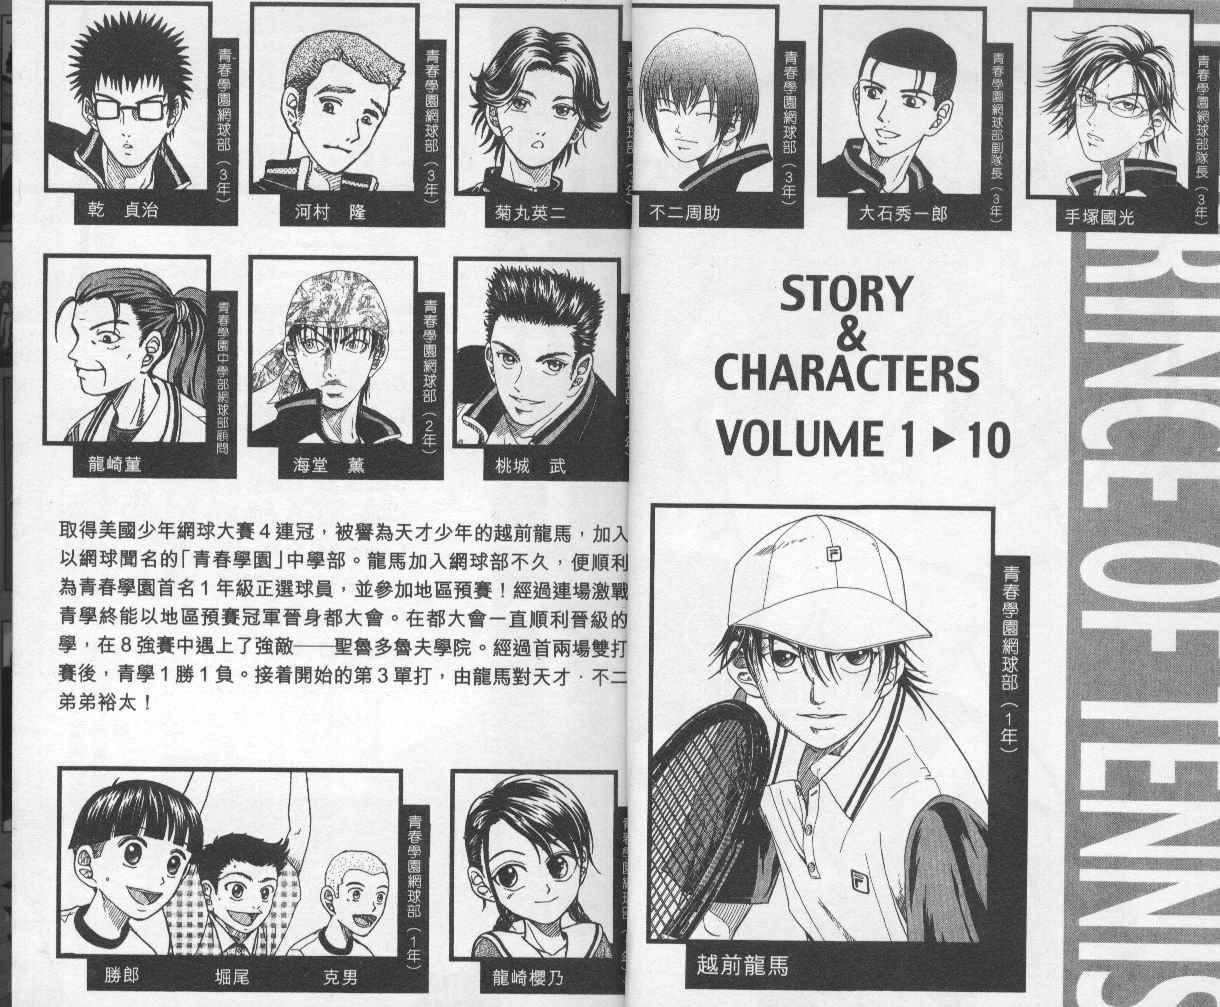 青春學園網球部(3年)
乾 貞治
青春學園網球部(3年)
河村 隆
菊丸英二
青春學園網球部(3年)
不二周助
青春學園網球部副隊長(3年)
大石秀一郎
青春學園網球部隊長(3年)
手塚國光
青春學園中學部網球部顧問
龍崎菫
青春學園網球部(2年)
海堂 薰
桃城 武
取得美國少年網球大賽4連冠,被譽為天才少年的越前龍馬,加入
以網球聞名的「青春學園」中學部。龍馬加入網球部不久,便順利
為青春學園首名1年級正選球員,並參加地區預賽!經過連場激戰
青學終能以地區預賽冠軍晉身都大會。在都大會一直順利晉級的
學,在8強賽中遇上了強敵——聖魯多魯夫學院。經過首兩場雙打
賽後,青學1勝1負。接着開始的第3單打,由龍馬對天才‧不二
弟弟裕太!
青春學園網球部(1年)
勝郎 堀尾 克男
龍崎櫻乃
STORY
&
CHARACTERS
VOLUME 1▶10
青春學園網球部(1年)
越前龍馬
RINCE OF TENNIS